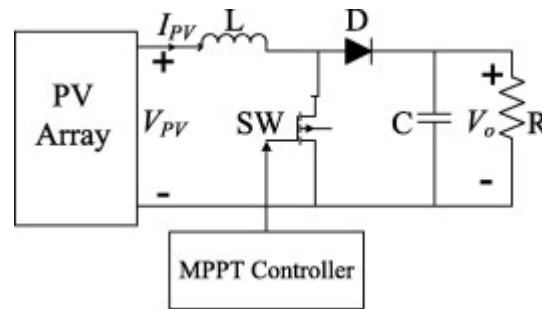 I_PV
L
D
+
+
PV
Array
V_PV
SW
C
V_o
R
-
-
MPPT Controller